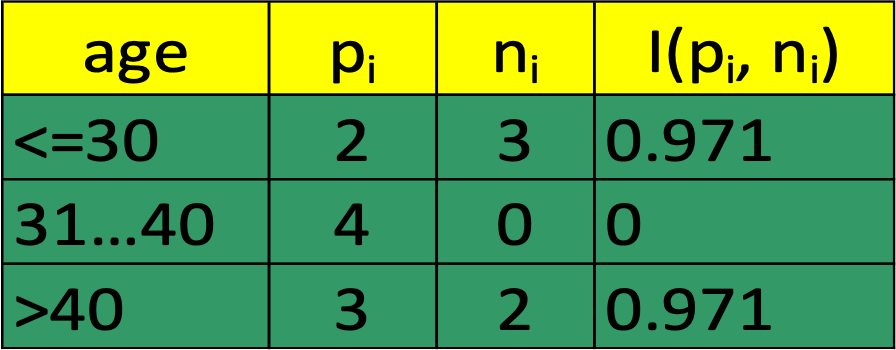 age pᵢ nᵢ I(pᵢ, nᵢ)
<=30 2 3 0.971
31…40 4 0 0
>40 3 2 0.971